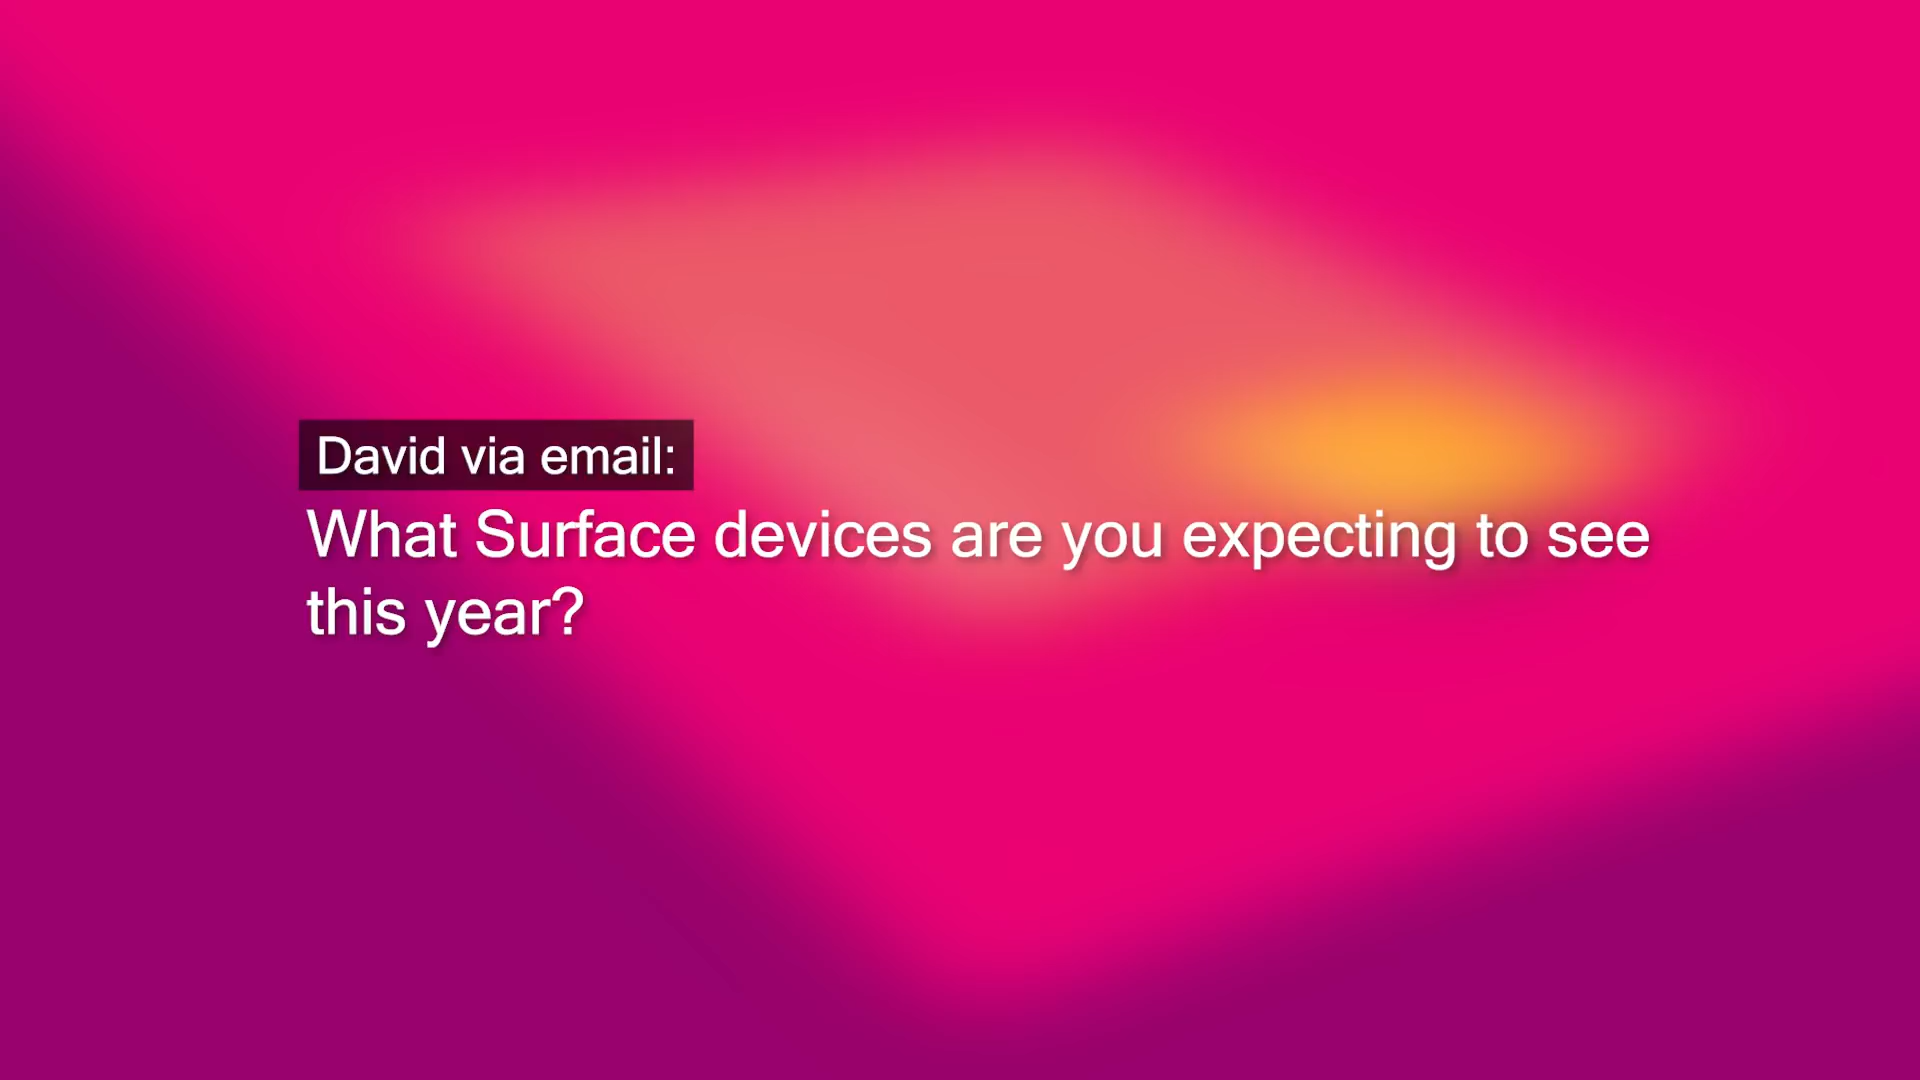 David via email:
What Surface devices are you expecting to see
this year?